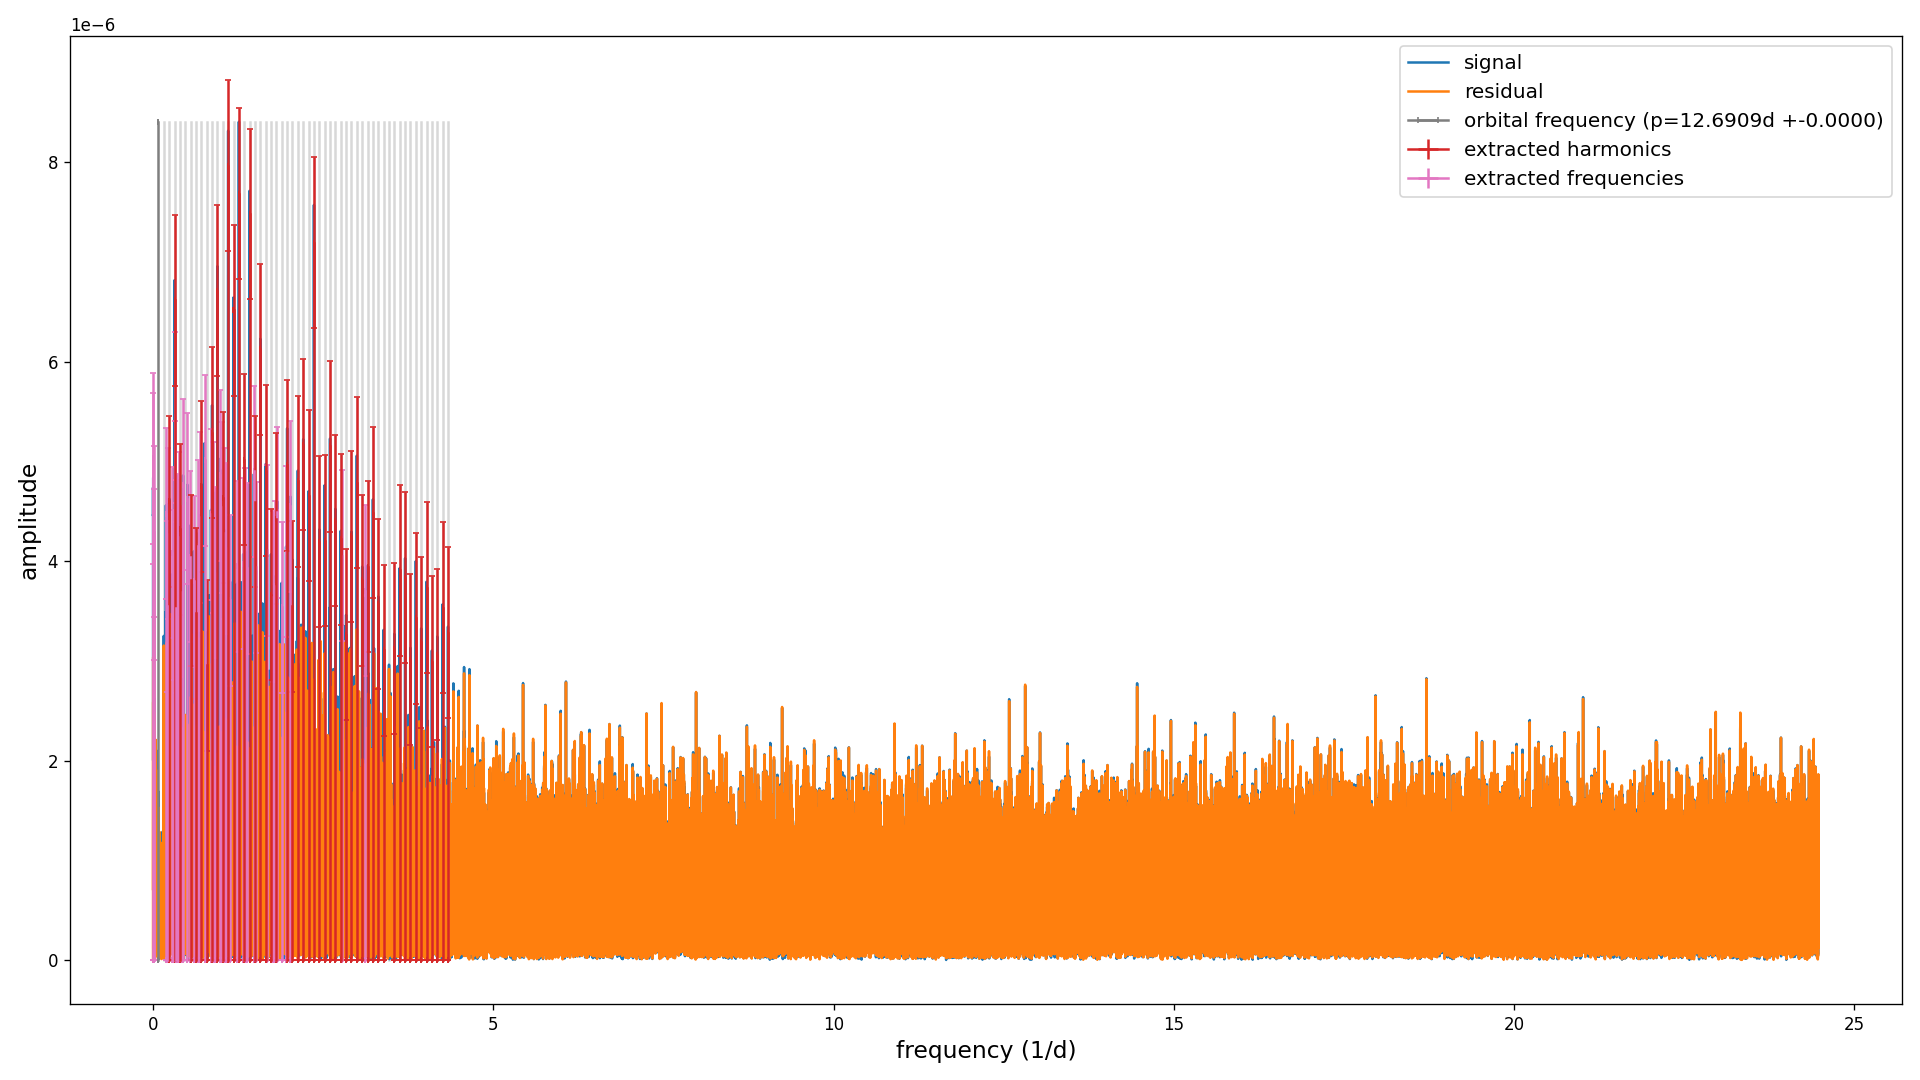 1e−6
signal
residual
orbital frequency (p=12.6909d +-0.0000)
extracted harmonics
extracted frequencies
8
6
4
2
0
amplitude
0 5 10 15 20 25
frequency (1/d)